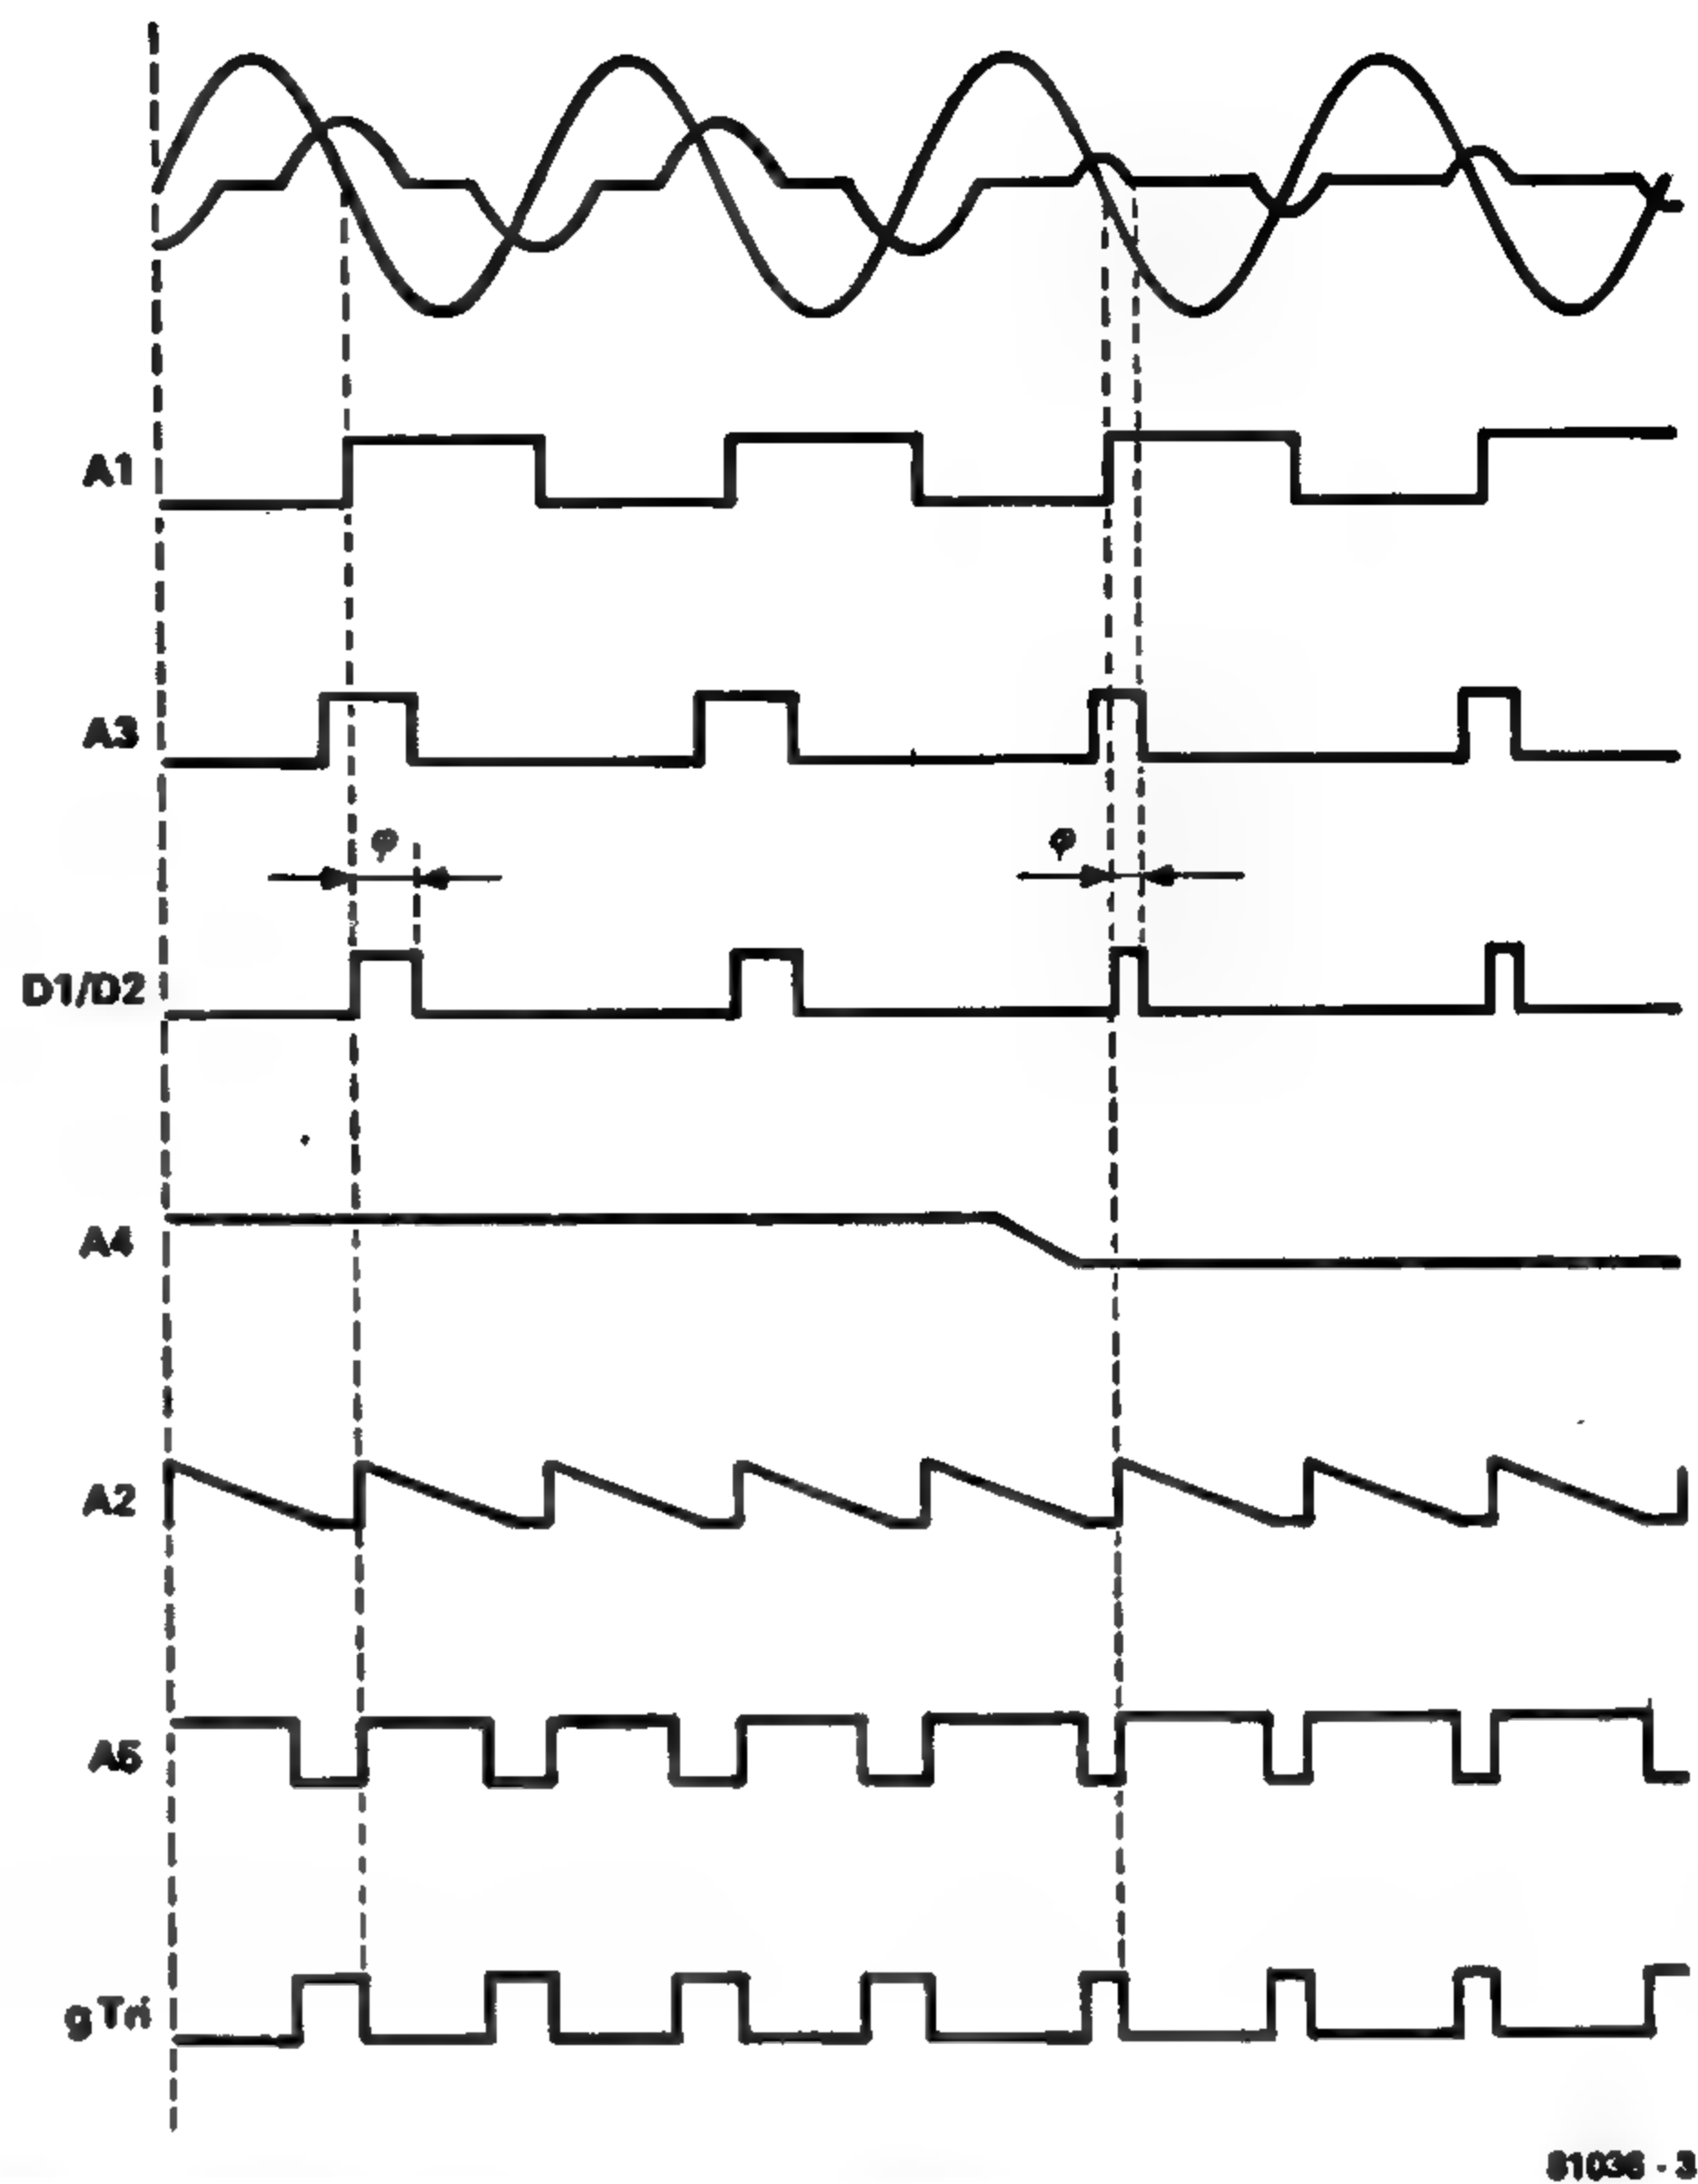 A1
A3
φ φ
D1/D2
A4
A2
A5
g Tri
81036 - 3